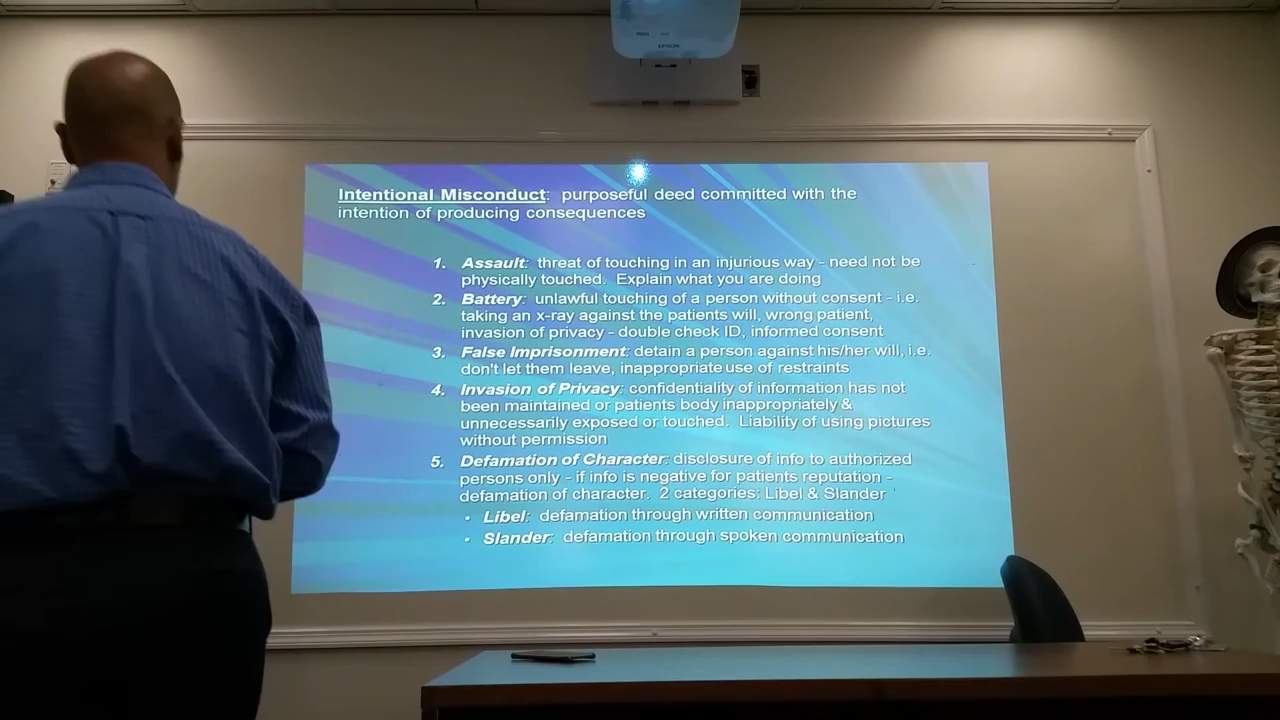 EPSON
Intentional Misconduct: purposeful deed committed with the
intention of producing consequences
1. Assault: threat of touching in an injurious way - need not be
physically touched. Explain what you are doing
2. Battery: unlawful touching of a person without consent - i.e.
taking an x-ray against the patients will, wrong patient,
invasion of privacy - double check ID, informed consent
3. False Imprisonment: detain a person against his/her will, i.e.
don't let them leave, inappropriate use of restraints
4. Invasion of Privacy: confidentiality of information has not
been maintained or patients body inappropriately &
unnecessarily exposed or touched. Liability of using pictures
without permission
5. Defamation of Character: disclosure of info to authorized
persons only - if info is negative for patients reputation -
defamation of character. 2 categories: Libel & Slander
• Libel: defamation through written communication
• Slander: defamation through spoken communication